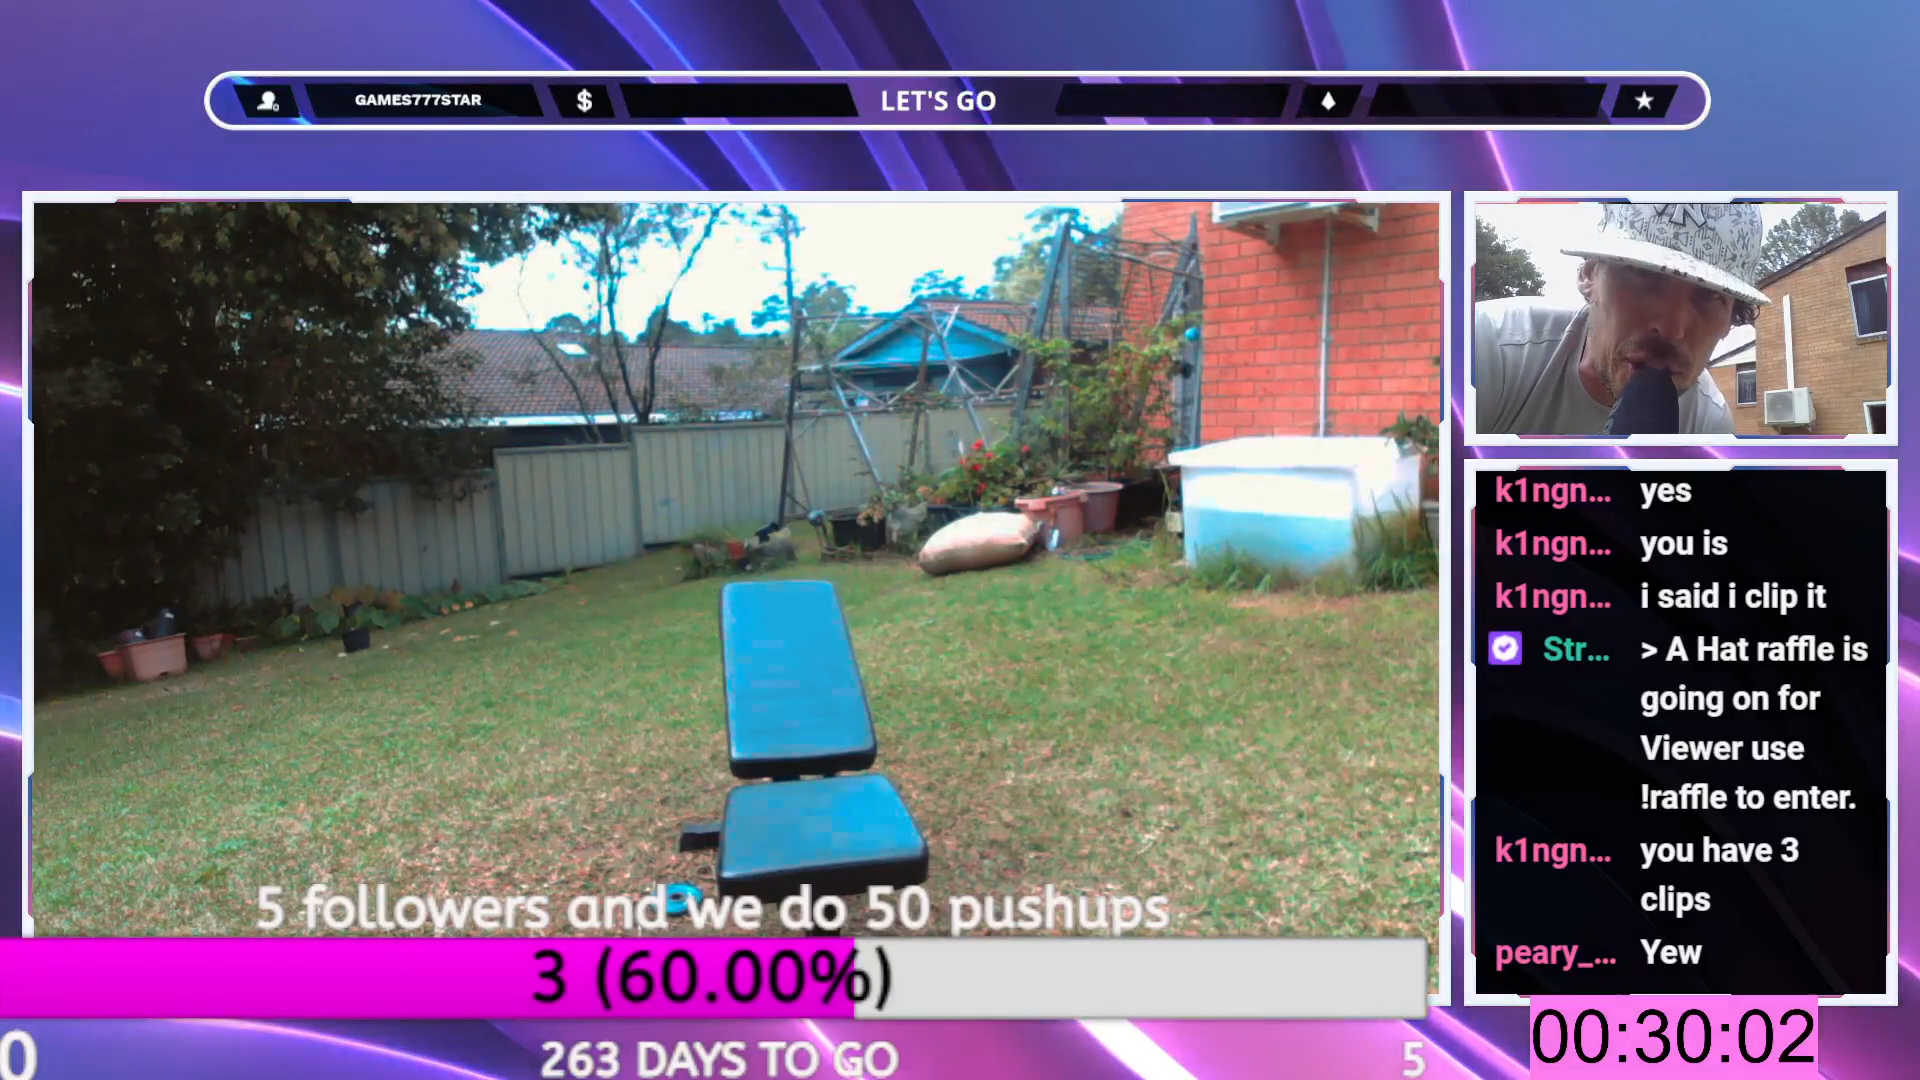 GAMES777STAR
$
LET'S GO
k1ngn... yes
k1ngn... you is
k1ngn... i said i clip it
Str... > A Hat raffle is
going on for
Viewer use
!raffle to enter.
k1ngn... you have 3
clips
peary_... Yew
5 followers and we do 50 pushups
3 (60.00%)
0
263 DAYS TO GO
5
00:30:02